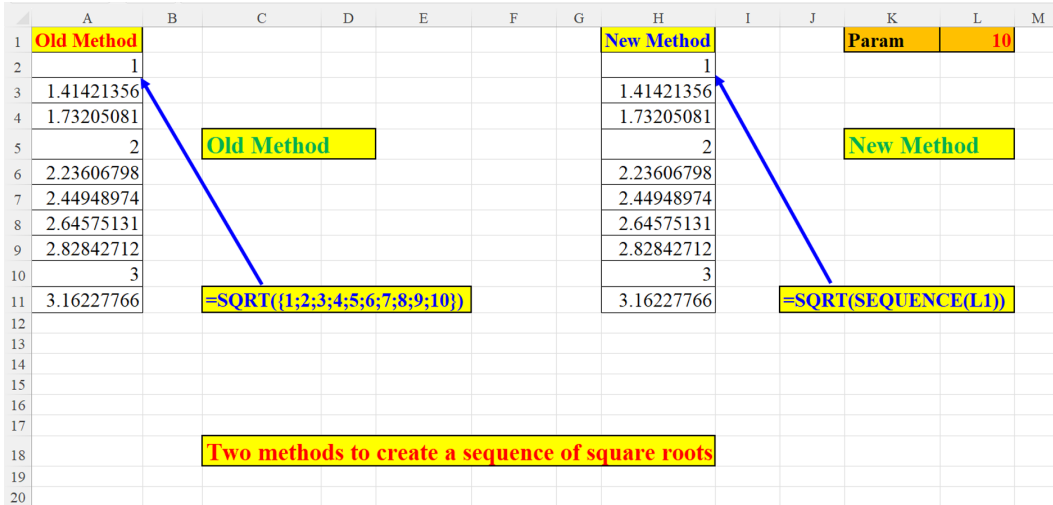 A B C D E F G H I J K L M
1 Old Method New Method Param 10
2 1 1
3 1.41421356 1.41421356
4 1.73205081 1.73205081
5 2 Old Method 2 New Method
6 2.23606798 2.23606798
7 2.44948974 2.44948974
8 2.64575131 2.64575131
9 2.82842712 2.82842712
10 3 3
11 3.16227766 =SQRT({1;2;3;4;5;6;7;8;9;10}) 3.16227766 =SQRT(SEQUENCE(L1))
12
13
14
15
16
17
18 Two methods to create a sequence of square roots
19
20